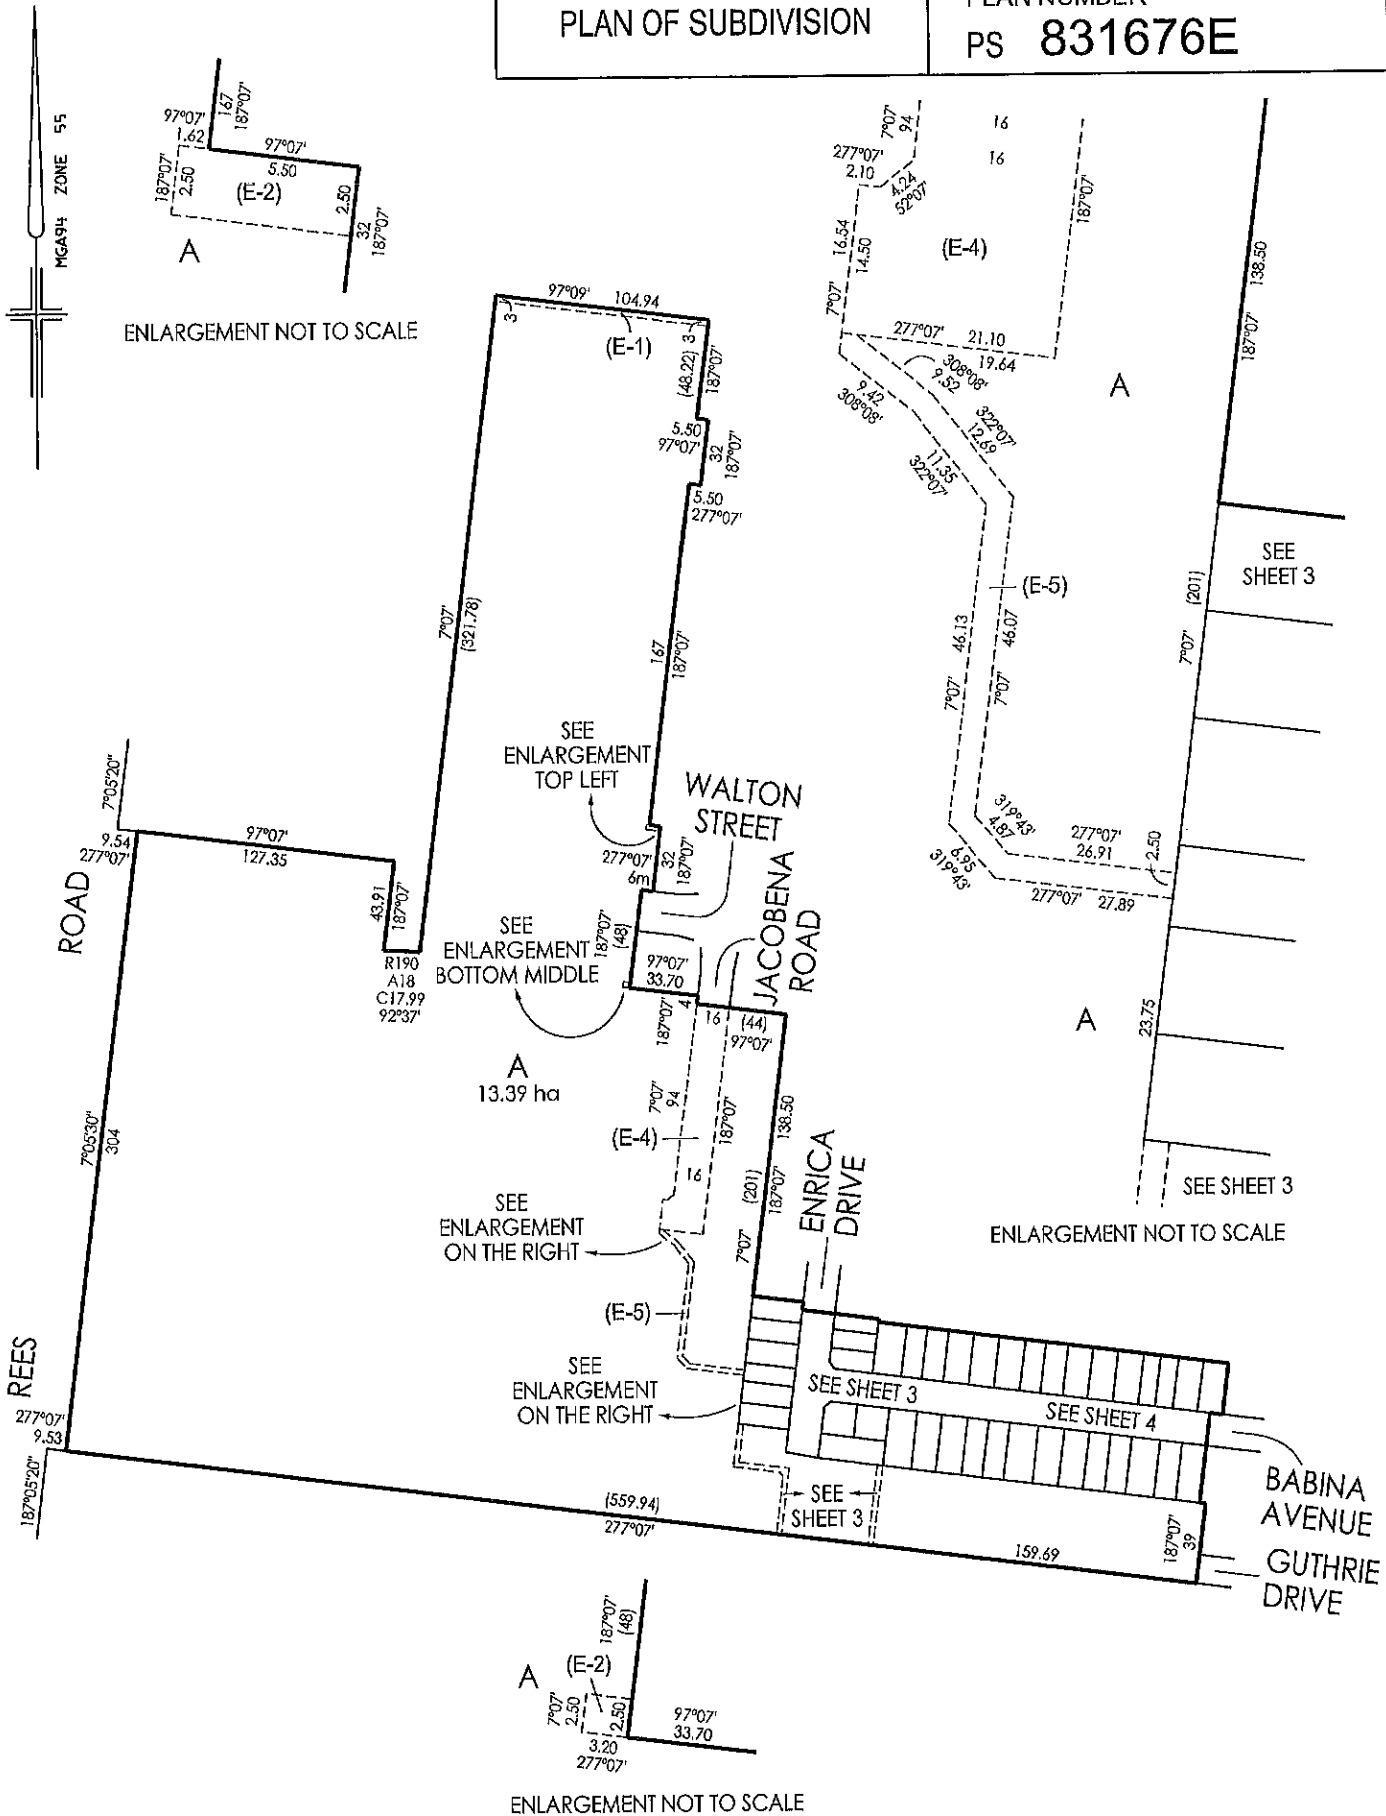 PLAN OF SUBDIVISION
PLAN NUMBER
PS 831676E
MGA94 ZONE 55
97°07'
1.62
167
187°07'
97°07'
5.50
187°07'
2.50
(E-2)
2.50
32
187°07'
A
ENLARGEMENT NOT TO SCALE
7°07'
94
16
16
277°07'
2.10
4.24
52°07'
187°07'
16.54
14.50
7°07'
(E-4)
138.50
187°07'
277°07' 21.10
19.64
308°08'
9.52
9.42
308°08'
322°07'
12.69
11.35
322°07'
A
SEE
SHEET 3
(E-5)
(201)
7°07'
46.13
46.07
7°07'
7°07'
319°43'
4.87
277°07'
26.91
2.50
6.95
319°43'
277°07' 27.89
A
23.75
SEE SHEET 3
ENLARGEMENT NOT TO SCALE
97°09' 104.94
3
(E-1)
3
(48.22)
187°07'
5.50
97°07'
32
187°07'
5.50
277°07'
7°07'
(321.78)
167
187°07'
SEE
ENLARGEMENT
TOP LEFT
WALTON
STREET
277°07'
6m
32
187°07'
7°05'20"
9.54
277°07'
97°07'
127.35
ROAD
43.91
187°07'
R190
A18
C17.99
92°37'
SEE
ENLARGEMENT
BOTTOM MIDDLE
187°07'
(48)
97°07'
33.70
JACOBENA
ROAD
187°07'
4
16
(44)
97°07'
A
13.39 ha
7°07'
94
187°07'
138.50
(E-4)
16
(201)
187°07'
7°07'
ENRICA
DRIVE
7°05'30"
304
SEE
ENLARGEMENT
ON THE RIGHT
(E-5)
SEE
ENLARGEMENT
ON THE RIGHT
SEE SHEET 3
SEE SHEET 4
REES
277°07'
9.53
187°05'20"
SEE
SHEET 3
(559.94)
277°07'
159.69
187°07'
39
BABINA
AVENUE
GUTHRIE
DRIVE
187°07'
(48)
A
(E-2)
7°07'
2.50
2.50
97°07'
33.70
3.20
277°07'
ENLARGEMENT NOT TO SCALE